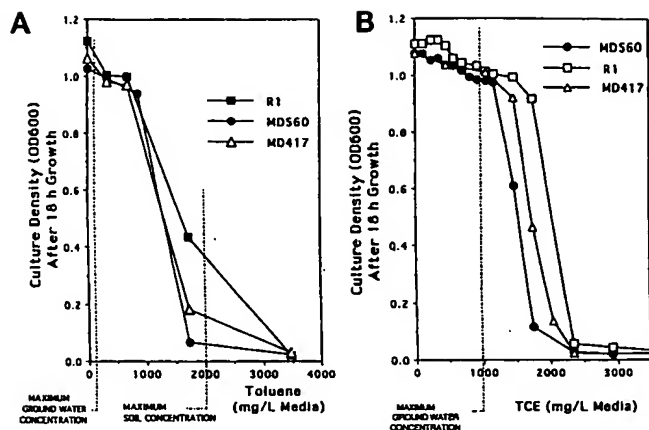 A
Culture Density (OD600)
After 18 h Growth
1.2
1.0
0.8
0.6
0.4
0.2
0.0
R1
MD560
MD417
0
1000
2000
3000
4000
Toluene
(mg/L Media)
MAXIMUM
GROUND WATER
CONCENTRATION
MAXIMUM
SOIL CONCENTRATION
B
Culture Density (OD600)
After 18 h Growth
1.2
1.0
0.8
0.6
0.4
0.2
0.0
MD560
R1
MD417
0
1000
2000
3000
TCE (mg/L Media)
MAXIMUM
GROUND WATER
CONCENTRATION